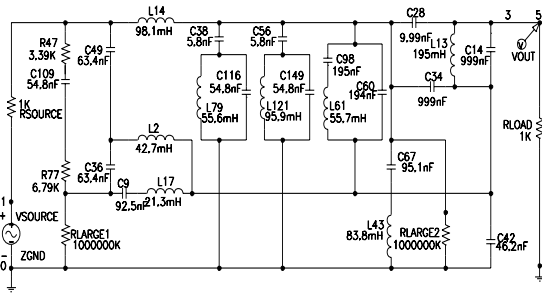 L14
98.1mH
C38
5.8nF
C56
5.8nF
C28
9.99nF
3
5
R47
3.39K
C49
63.4nF
L13
195mH
C14
999nF
VOUT
C109
54.8nF
C98
195nF
C116
54.8nF
C149
54.8nF
C60
194nF
C34
999nF
1K
RSOURCE
L79
55.6mH
L121
95.9mH
L61
55.7mH
L2
42.7mH
RLOAD
1K
R77
6.79K
C36
63.4nF
C9
92.5nF
L17
21.3mH
C67
95.1nF
1
+
VSOURCE
-
0
ZGND
RLARGE1
1000000K
L43
83.8mH
RLARGE2
1000000K
C42
46.2nF